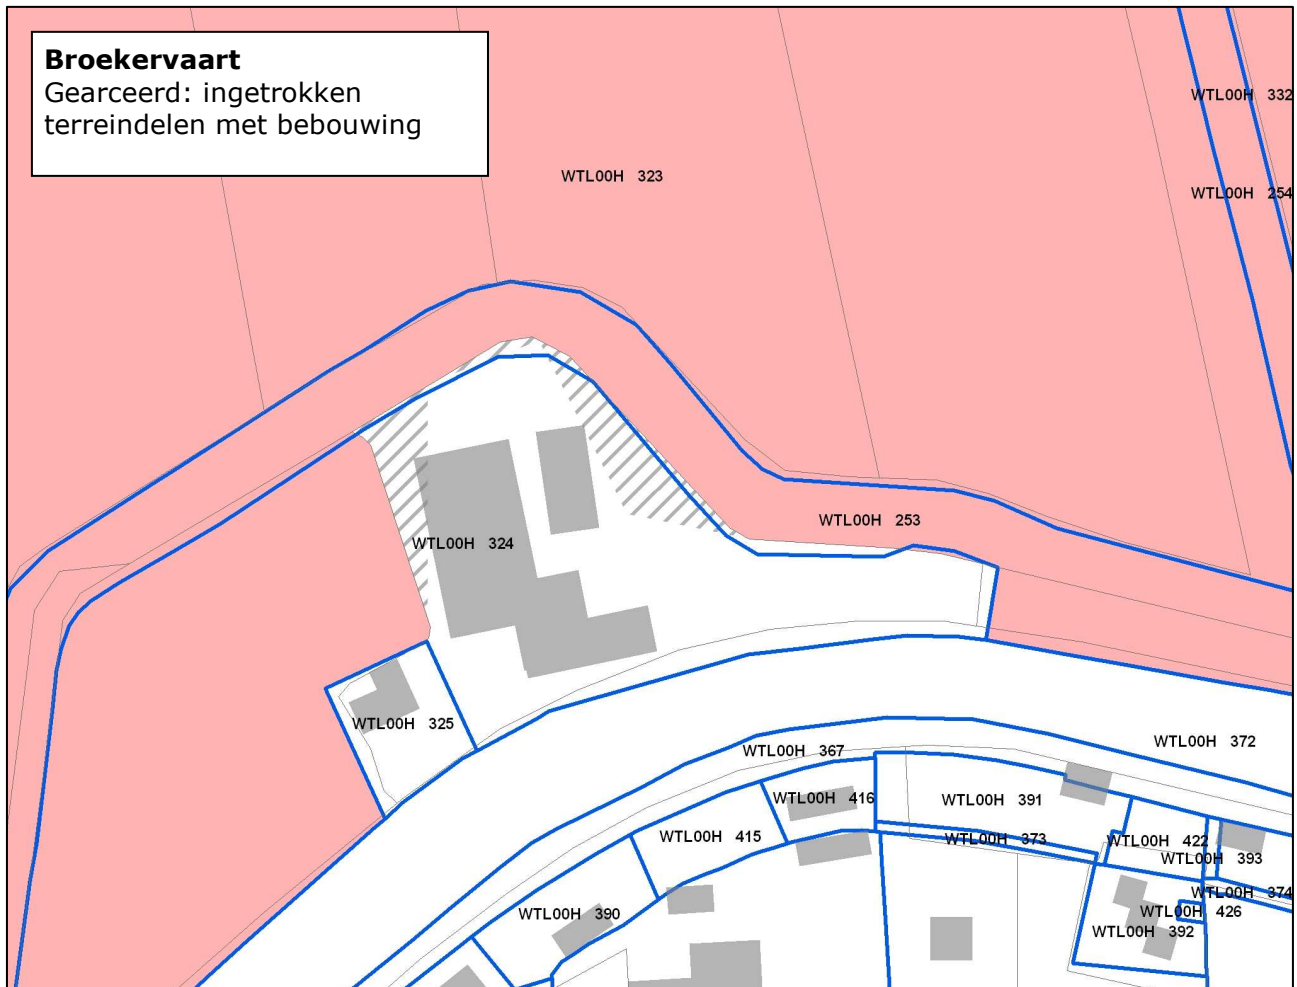 Broekervaart
Gearceerd: ingetrokken
terreindelen met bebouwing
WTL00H 332
WTL00H 323
WTL00H 254
WTL00H 253
WTL00H 324
WTL00H 325
WTL00H 372
WTL00H 367
WTL00H 416
WTL00H 391
WTL00H 415
WTL00H 373
WTL00H 422
WTL00H 393
WTL00H 374
WTL00H 390
WTL00H 426
WTL00H 392